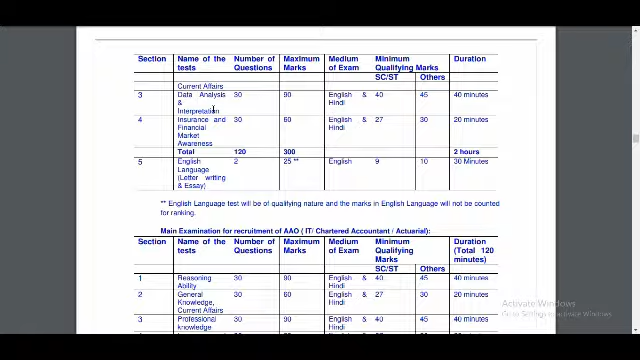 Section Name of the tests Number of Questions Maximum Marks Medium of Exam Minimum Qualifying Marks Duration
SC/ST Others
Current Affairs
3 Data Analysis & Interpretation 30 90 English & Hindi 40 45 40 minutes
4 Insurance and Financial Market Awareness 30 60 English & Hindi 27 30 20 minutes
Total 120 300 2 hours
5 English Language (Letter writing & Essay) 2 25 ** English 9 10 30 Minutes
** English Language test will be of qualifying nature and the marks in English Language will not be counted
for ranking.
Main Examination for recruitment of AAO ( IT/ Chartered Accountant / Actuarial):
Section Name of the tests Number of Questions Maximum Marks Medium of Exam Minimum Qualifying Marks Duration (Total 120 minutes)
SC/ST Others
1 Reasoning Ability 30 90 English & Hindi 40 45 40 minutes
2 General Knowledge, Current Affairs 30 60 English & Hindi 27 30 20 minutes
3 Professional knowledge 30 90 English & Hindi 40 45 40 minutes
Activate Windows
Go to Settings to activate Windows.